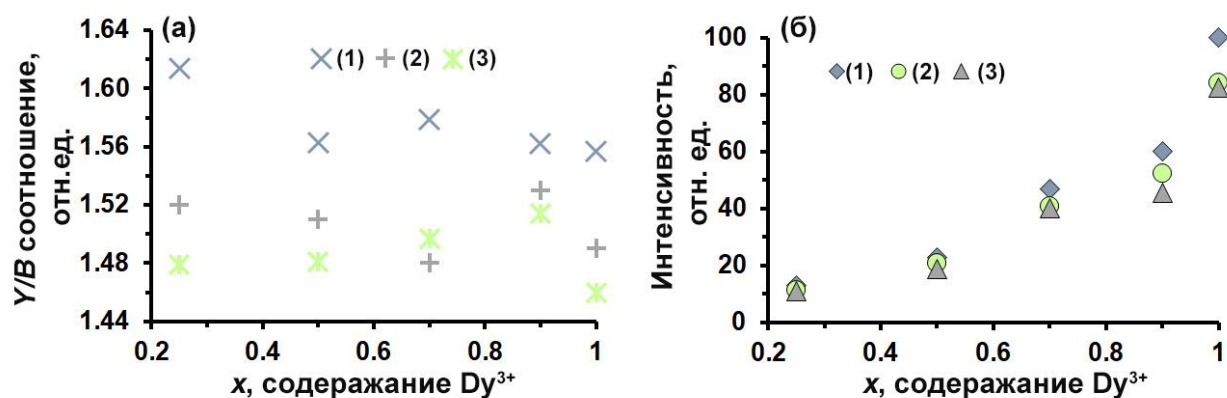 (а)
Y/B соотношение,
отн.ед.
1.64
1.60
1.56
1.52
1.48
1.44
(1) (2) (3)
0.2 0.4 0.6 0.8 1
x, содеражание Dy³⁺
(б)
Интенсивность,
отн. ед.
100
80
60
40
20
0
(1) (2) (3)
0.2 0.4 0.6 0.8 1
x, содеражание Dy³⁺